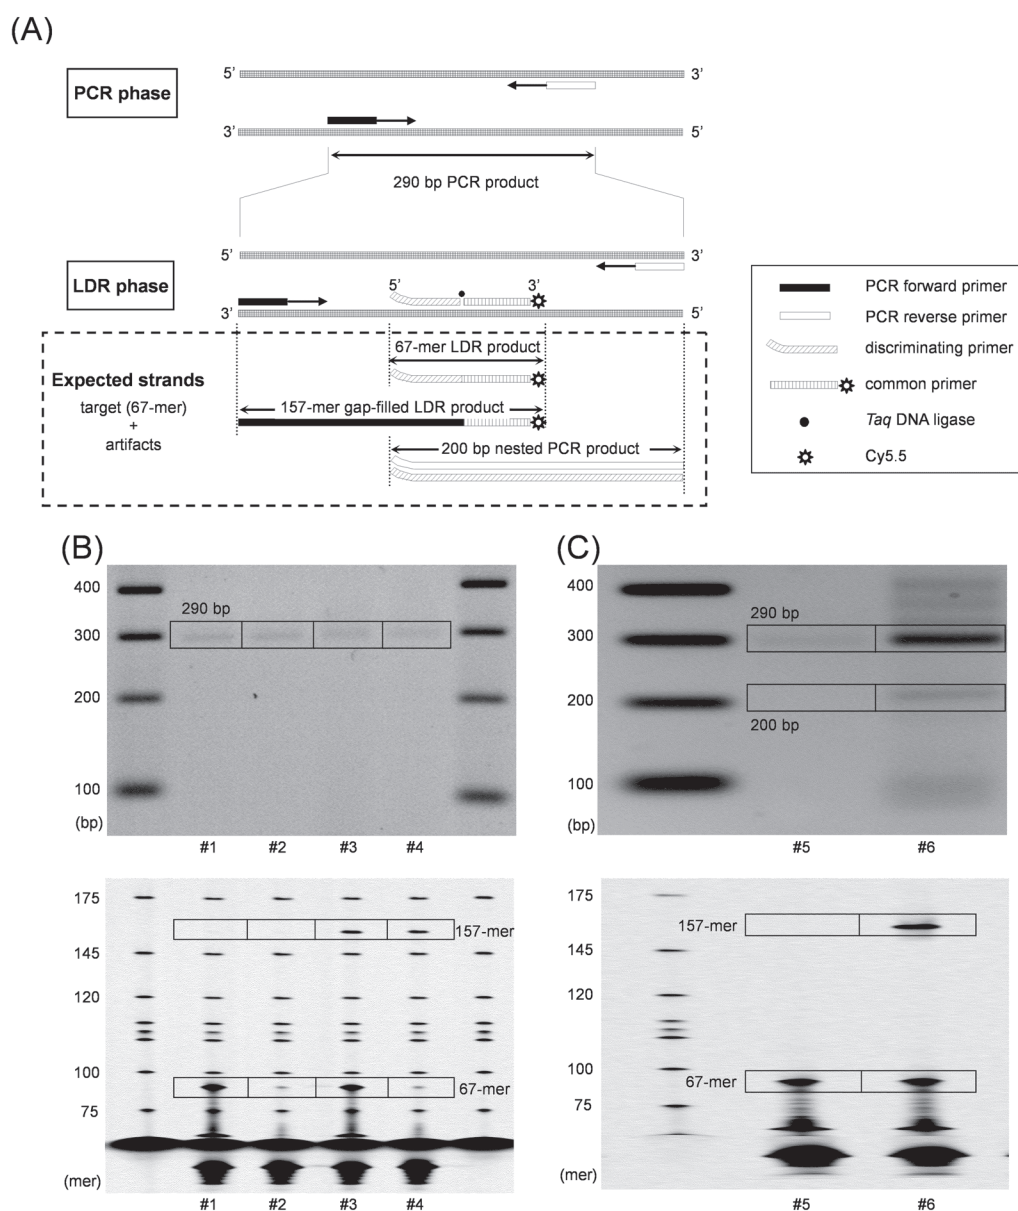 (A)
5’ 3’
PCR phase
3’ 5’
290 bp PCR product
5’ 3’
LDR phase
5’ 3’
3’ 5’
67-mer LDR product
Expected strands
target (67-mer)
+
artifacts
157-mer gap-filled LDR product
200 bp nested PCR product
PCR forward primer
PCR reverse primer
discriminating primer
common primer
Taq DNA ligase
Cy5.5
(B)
400
290 bp
300
200
100
(bp)
#1 #2 #3 #4
175
157-mer
145
120
100
67-mer
75
(mer)
#1 #2 #3 #4
(C)
400
290 bp
300
200
200 bp
100
(bp)
#5 #6
175
157-mer
145
120
100
67-mer
75
(mer)
#5 #6